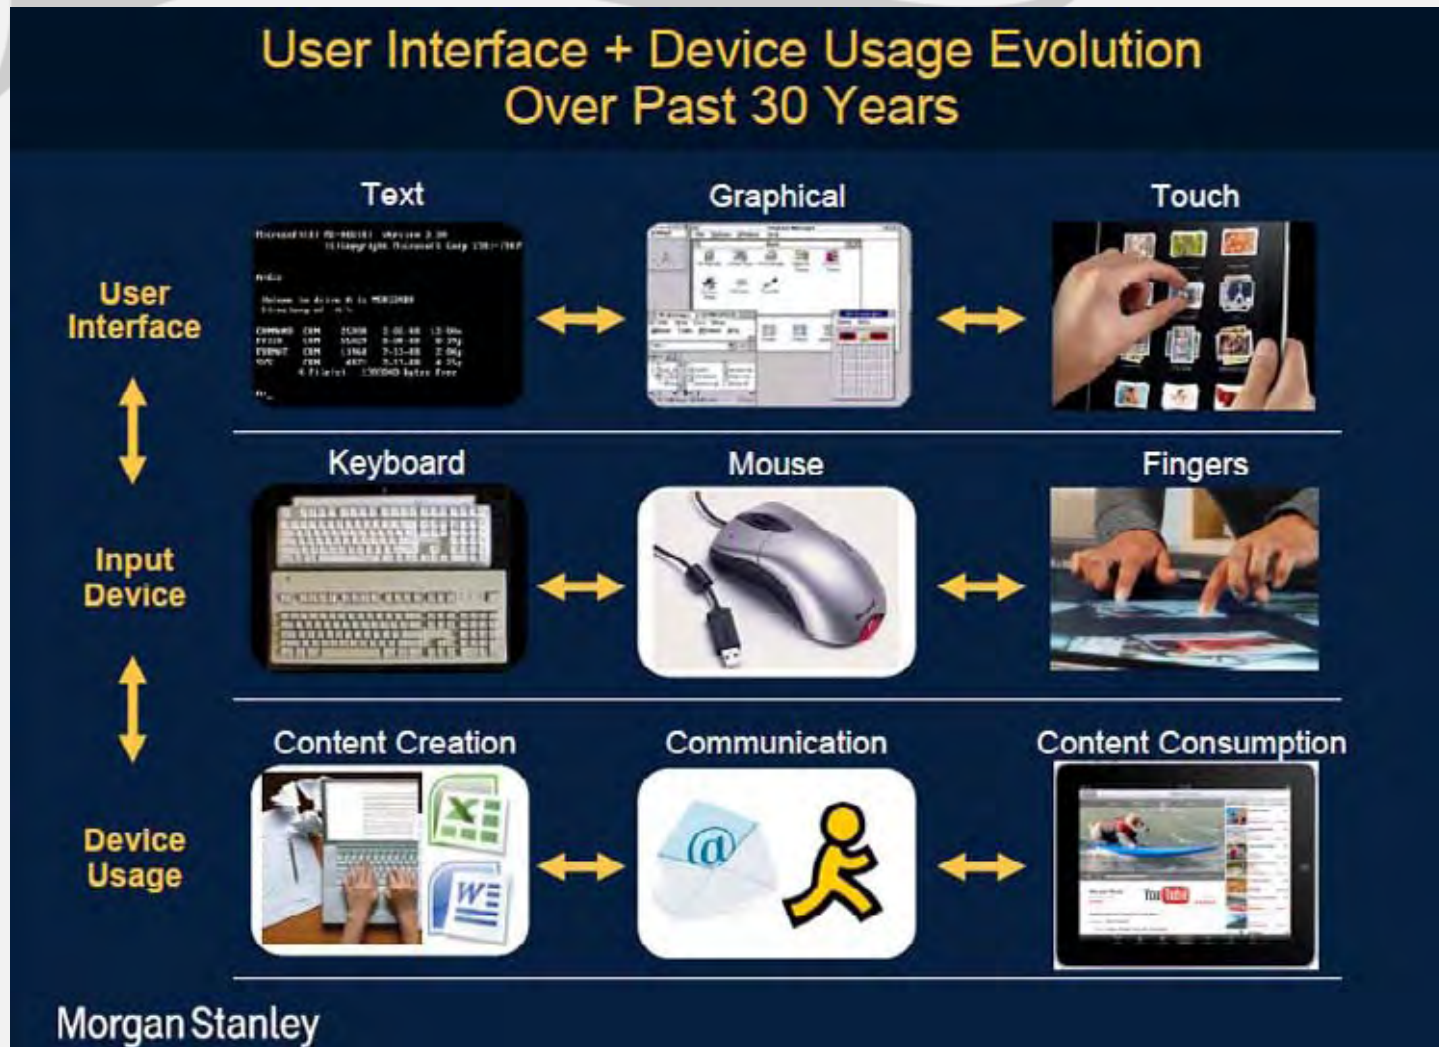 User Interface + Device Usage Evolution
Over Past 30 Years
Text
Graphical
Touch
User
Interface
Keyboard
Mouse
Fingers
Input
Device
Content Creation
Communication
Content Consumption
@
Device
Usage
W
YouTube
Morgan Stanley